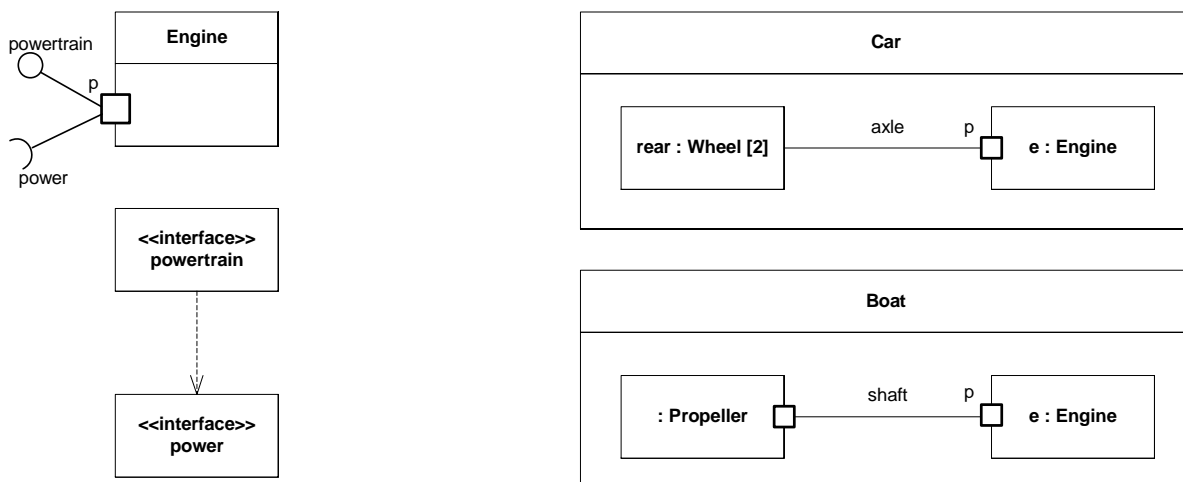 Engine
powertrain
p
power
<<interface>>
powertrain
<<interface>>
power
Car
rear : Wheel [2]
axle
p
e : Engine
Boat
: Propeller
shaft
p
e : Engine